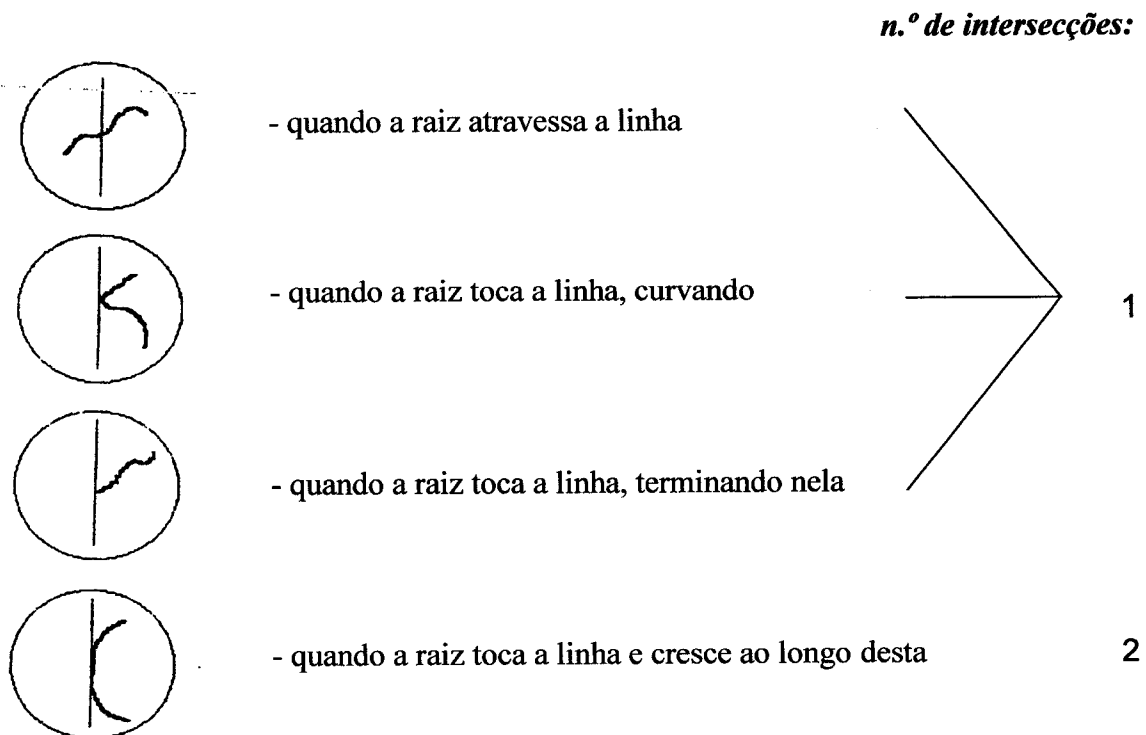 n.º de intersecções:
- quando a raiz atravessa a linha
- quando a raiz toca a linha, curvando
1
- quando a raiz toca a linha, terminando nela
- quando a raiz toca a linha e cresce ao longo desta 2